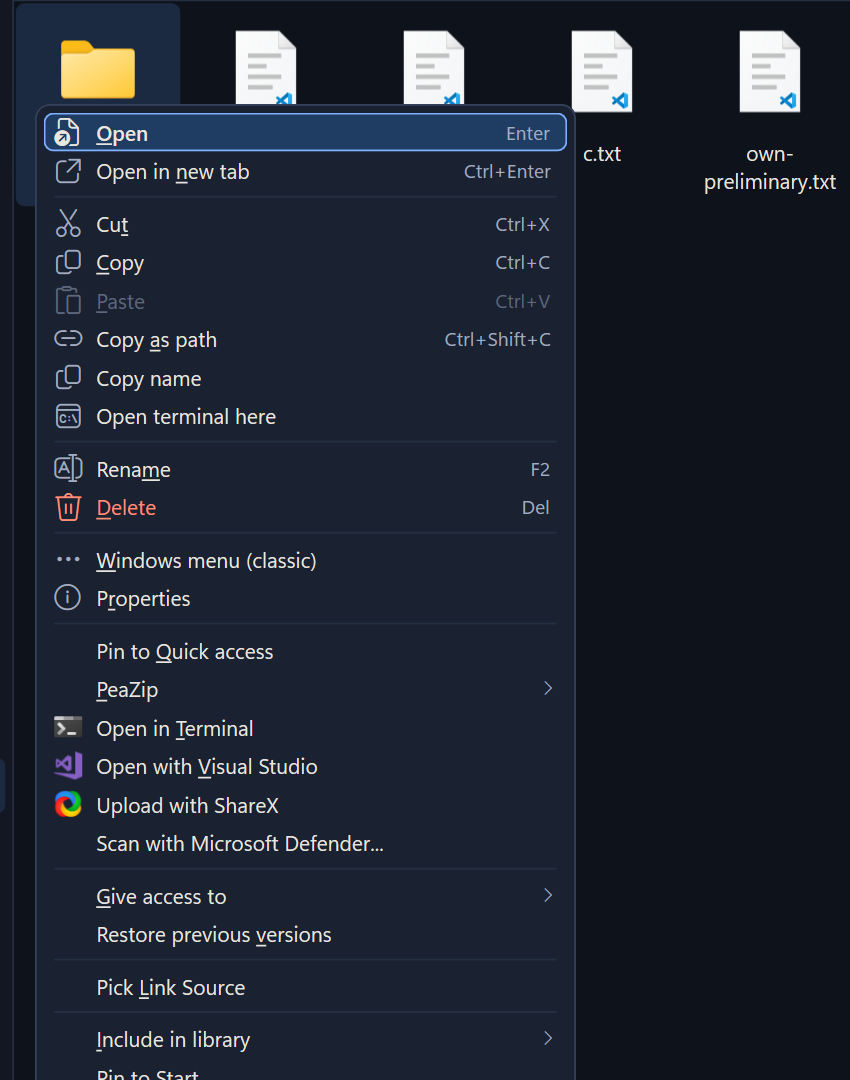 Open Enter
Open in new tab Ctrl+Enter
Cut Ctrl+X
Copy Ctrl+C
Paste Ctrl+V
Copy as path Ctrl+Shift+C
Copy name
Open terminal here
Rename F2
Delete Del
Windows menu (classic)
Properties
Pin to Quick access
PeaZip
Open in Terminal
Open with Visual Studio
Upload with ShareX
Scan with Microsoft Defender...
Give access to
Restore previous versions
Pick Link Source
Include in library
Pin to Start
c.txt
own-
preliminary.txt